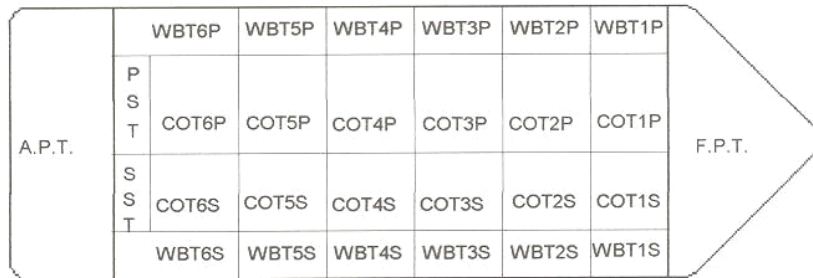 WBT6P WBT5P WBT4P WBT3P WBT2P WBT1P
P
S
T
COT6P COT5P COT4P COT3P COT2P COT1P
A.P.T.
F.P.T.
S
S
T
COT6S COT5S COT4S COT3S COT2S COT1S
WBT6S WBT5S WBT4S WBT3S WBT2S WBT1S